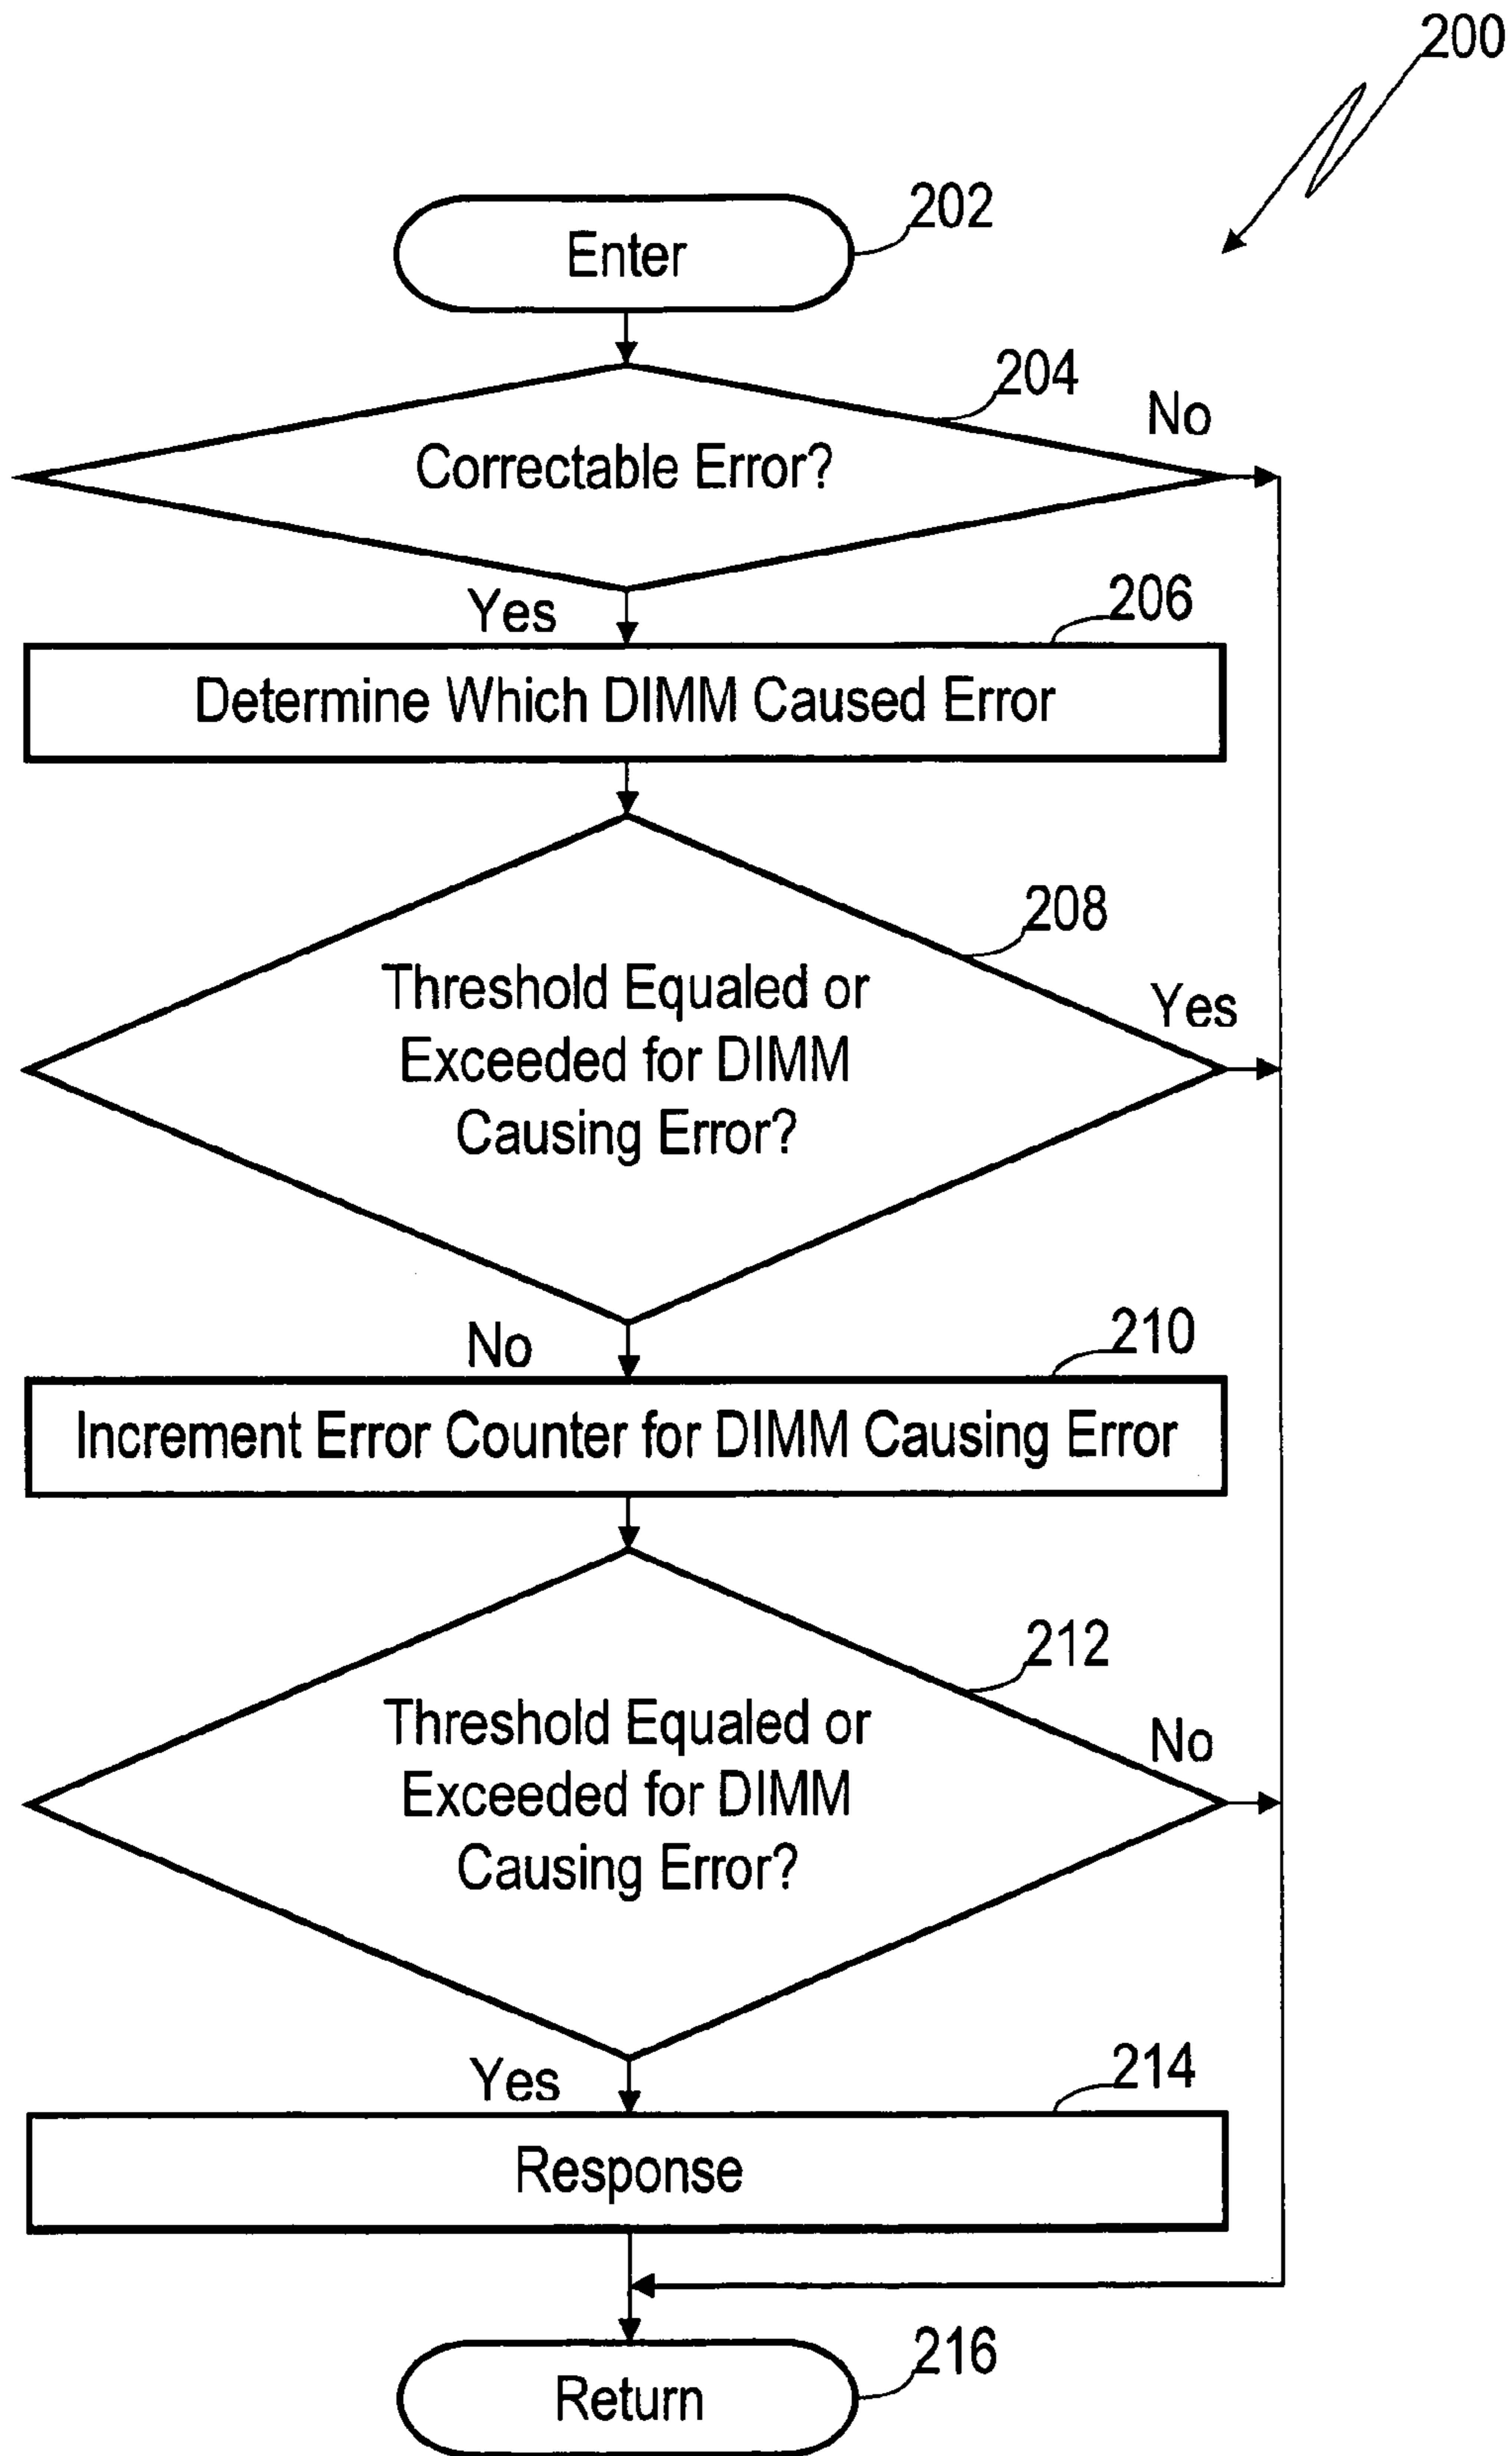 200
202
Enter
204
No
Correctable Error?
Yes
206
Determine Which DIMM Caused Error
208
Threshold Equaled or
Exceeded for DIMM
Causing Error?
Yes
No
210
Increment Error Counter for DIMM Causing Error
212
Threshold Equaled or
Exceeded for DIMM
Causing Error?
No
Yes
214
Response
216
Return